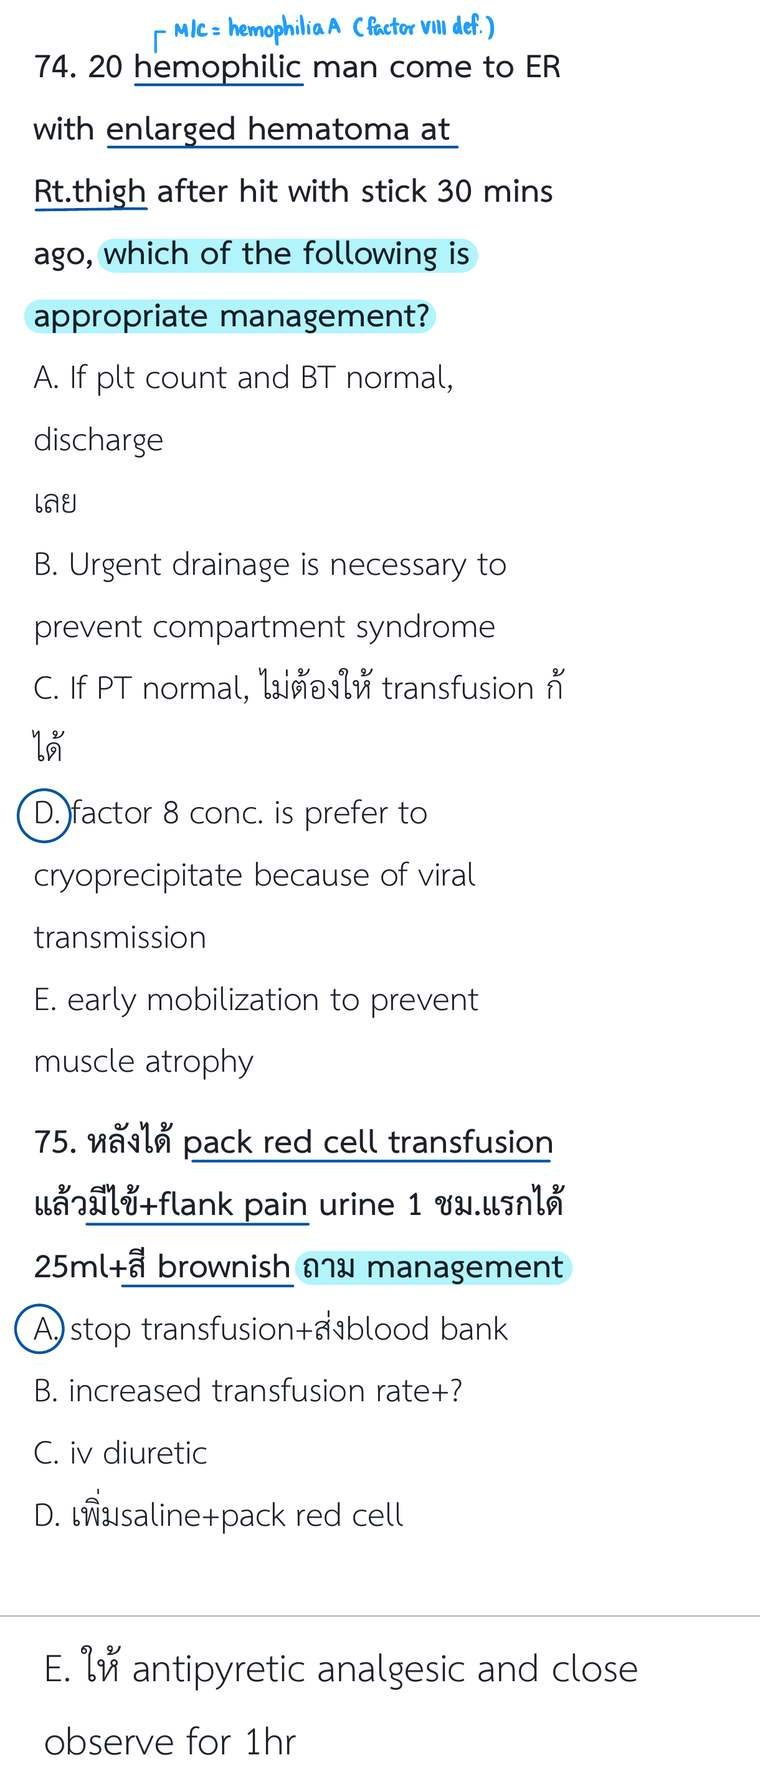 M/C = hemophilia A (factor VIII def.)
74. 20 hemophilic man come to ER
with enlarged hematoma at
Rt.thigh after hit with stick 30 mins
ago, which of the following is
appropriate management?
A. If plt count and BT normal,
discharge
เลย
B. Urgent drainage is necessary to
prevent compartment syndrome
C. If PT normal, ไม่ต้องให้ transfusion ก้
ได้
D. factor 8 conc. is prefer to
cryoprecipitate because of viral
transmission
E. early mobilization to prevent
muscle atrophy
75. หลังได้ pack red cell transfusion
แล้วมีไข้+flank pain urine 1 ชม.แรกได้
25ml+สี brownish ถาม management
A. stop transfusion+ส่งblood bank
B. increased transfusion rate+?
C. iv diuretic
D. เพิ่มsaline+pack red cell
E. ให้ antipyretic analgesic and close
observe for 1hr